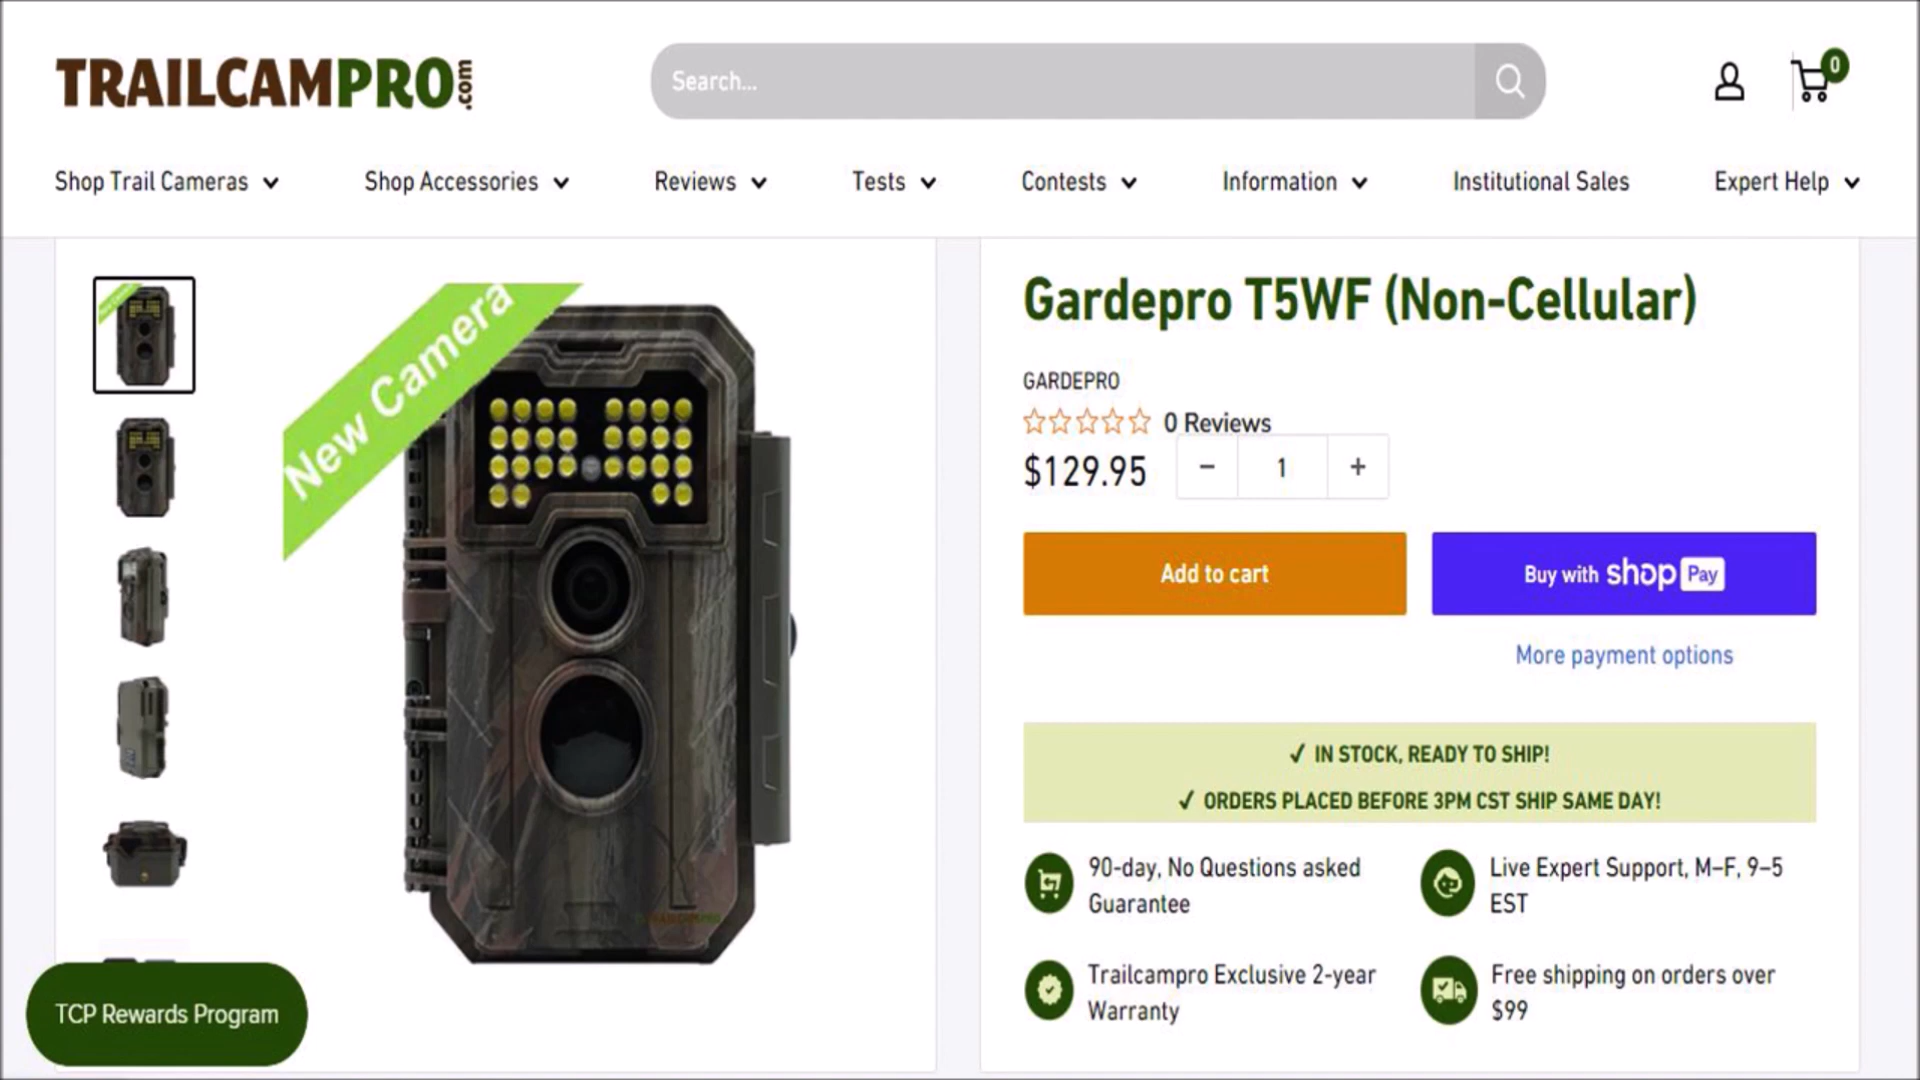 TRAILCAMPRO.com
Search...
0
Shop Trail Cameras
Shop Accessories
Reviews
Tests
Contests
Information
Institutional Sales
Expert Help
New Camera
Gardepro T5WF (Non-Cellular)
GARDEPRO
0 Reviews
$129.95
− 1 +
Add to cart
Buy with shop Pay
More payment options
✓ IN STOCK, READY TO SHIP!
✓ ORDERS PLACED BEFORE 3PM CST SHIP SAME DAY!
90-day, No Questions asked
Guarantee
Live Expert Support, M–F, 9–5
EST
Trailcampro Exclusive 2-year
Warranty
Free shipping on orders over
$99
TRAILCAMPRO
TCP Rewards Program